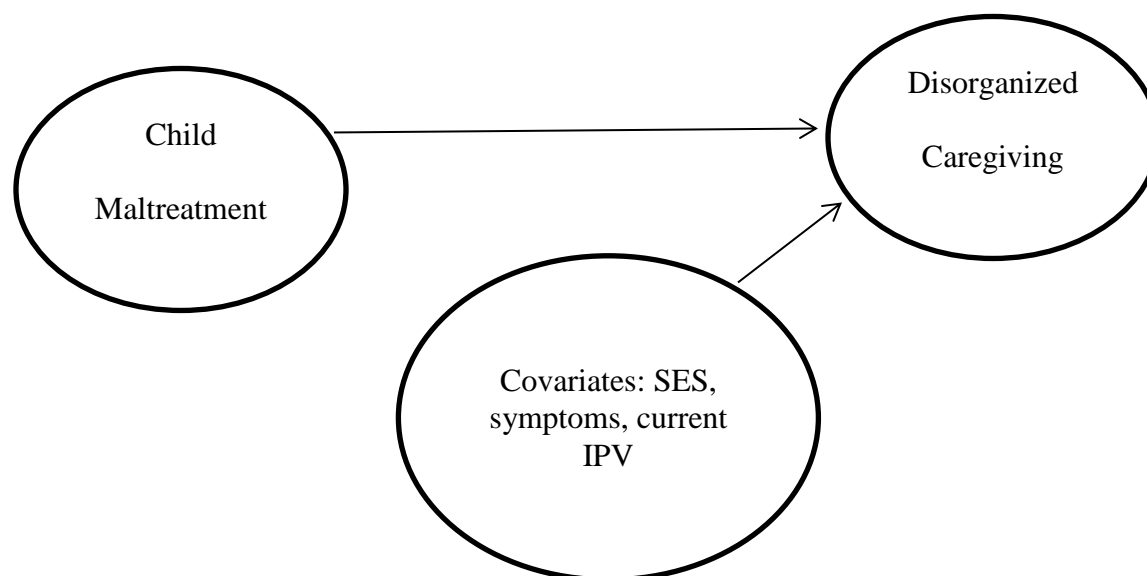 Child
Maltreatment
Disorganized
Caregiving
Covariates: SES,
symptoms, current
IPV